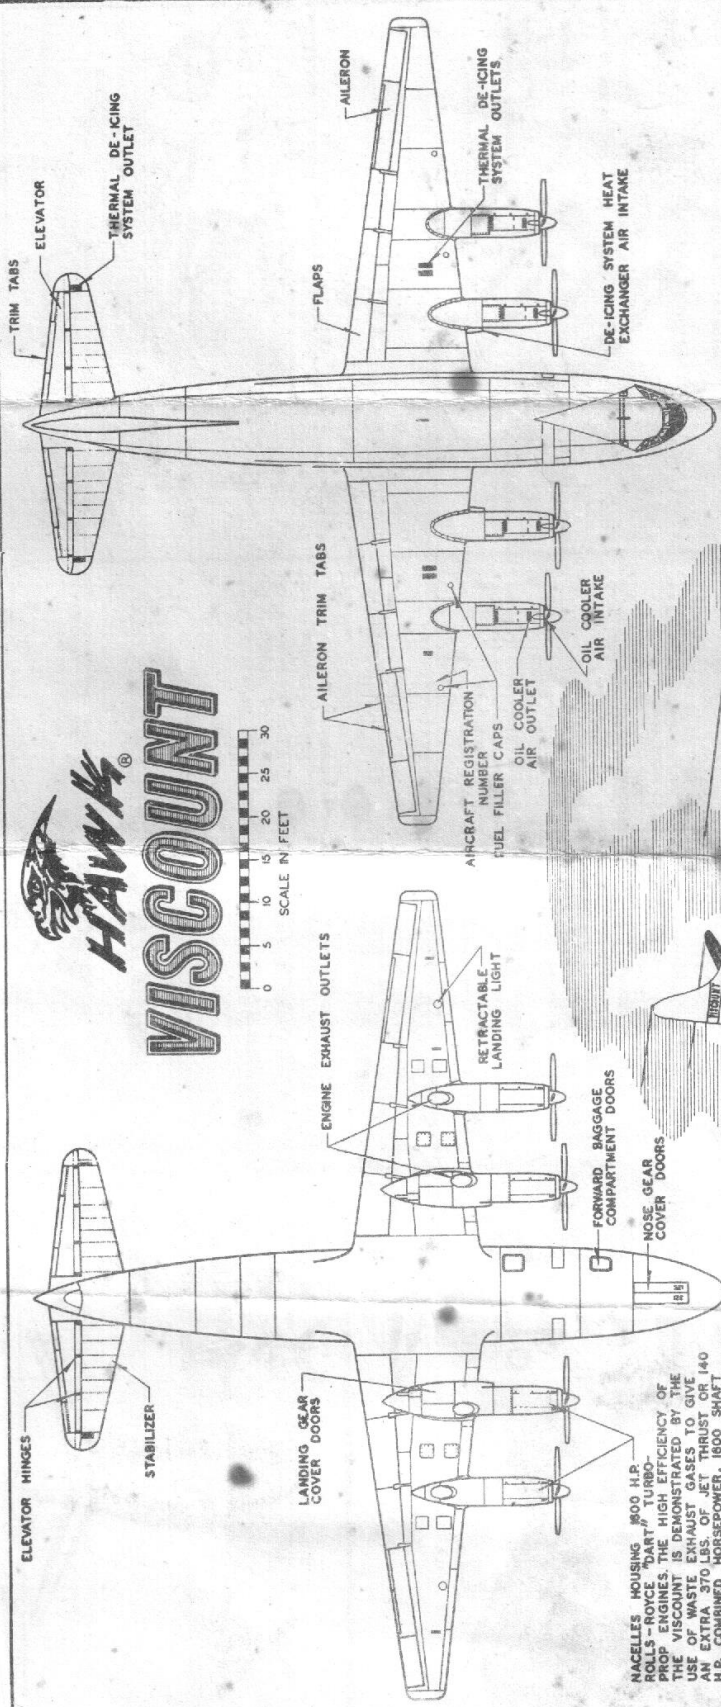 ELEVATOR HINGES
STABILIZER
LANDING GEAR
COVER DOORS
NACELLES HOUSING 1600 H.P.
ROLLS-ROYCE "DART" TURBO-
PROP ENGINES. THE HIGH EFFICIENCY OF
THE VISCOUNT IS DEMONSTRATED BY THE
USE OF WASTE EXHAUST GASES TO GIVE
AN EXTRA 370 LBS. OF JET THRUST OR 140
H.P. COMBINED HORSEPOWER, 1600 SHAFT
ENGINE EXHAUST OUTLETS
RETRACTABLE
LANDING LIGHT
FORWARD BAGGAGE
COMPARTMENT DOORS
NOSE GEAR
COVER DOORS
HAWK®
VISCOUNT
0 5 10 15 20 25 30
SCALE IN FEET
VISCOUNT
TRIM TABS
ELEVATOR
THERMAL DE-ICING
SYSTEM OUTLET
AILERON TRIM TABS
AIRCRAFT REGISTRATION
NUMBER
FUEL FILLER CAPS
OIL COOLER
AIR OUTLET
OIL COOLER
AIR INTAKE
FLAPS
AILERON
THERMAL DE-ICING
SYSTEM OUTLETS
DE-ICING SYSTEM HEAT
EXCHANGER AIR INTAKE